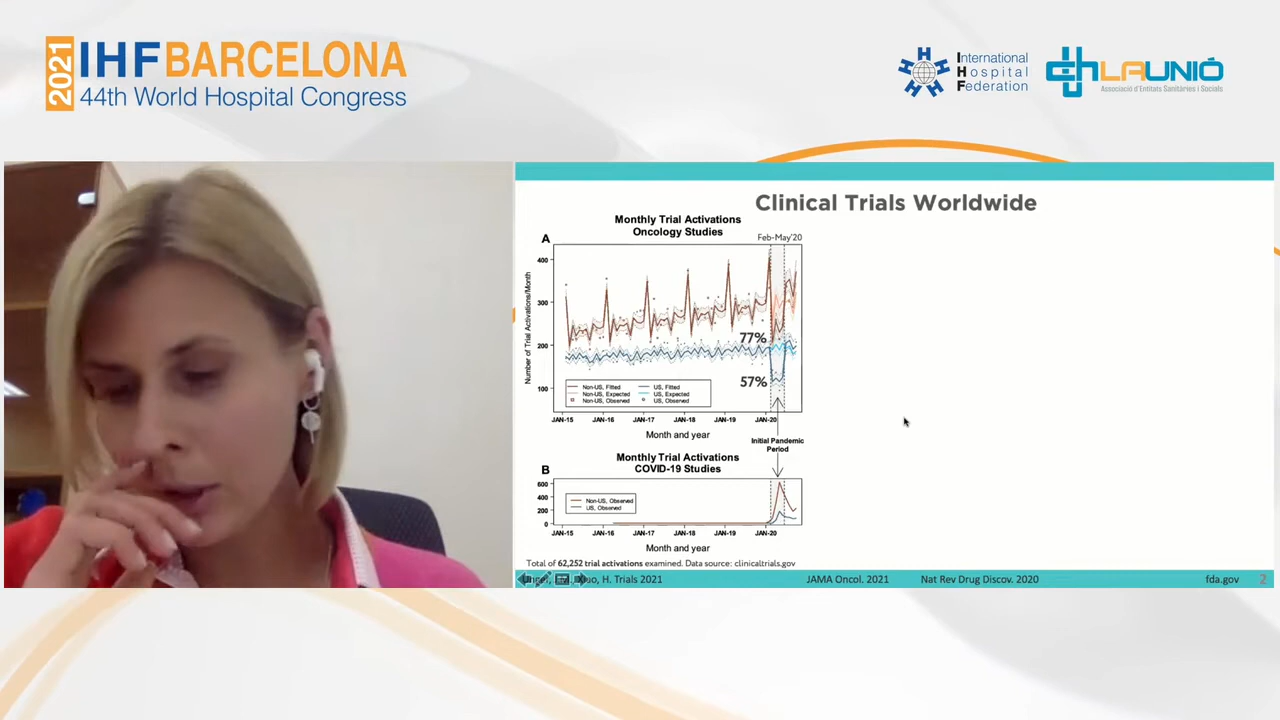 2021
IHF BARCELONA
44th World Hospital Congress
International
Hospital
Federation
LAUNIÓ
Associació d'Entitats Sanitàries i Socials
Clinical Trials Worldwide
Monthly Trial Activations
Oncology Studies
Feb-May'20
A
Number of Trial Activations/Month
400
300
200
100
77%
57%
Non-US, Fitted
Non-US, Expected
Non-US, Observed
US, Fitted
US, Expected
US, Observed
JAN-15 JAN-16 JAN-17 JAN-18 JAN-19 JAN-20
Month and year
Initial Pandemic
Period
Monthly Trial Activations
COVID-19 Studies
B
600
400
200
0
Non-US, Observed
US, Observed
JAN-15 JAN-16 JAN-17 JAN-18 JAN-19 JAN-20
Month and year
Total of 62,252 trial activations examined. Data source: clinicaltrials.gov
H. Trials 2021
JAMA Oncol. 2021
Nat Rev Drug Discov. 2020
fda.gov
2